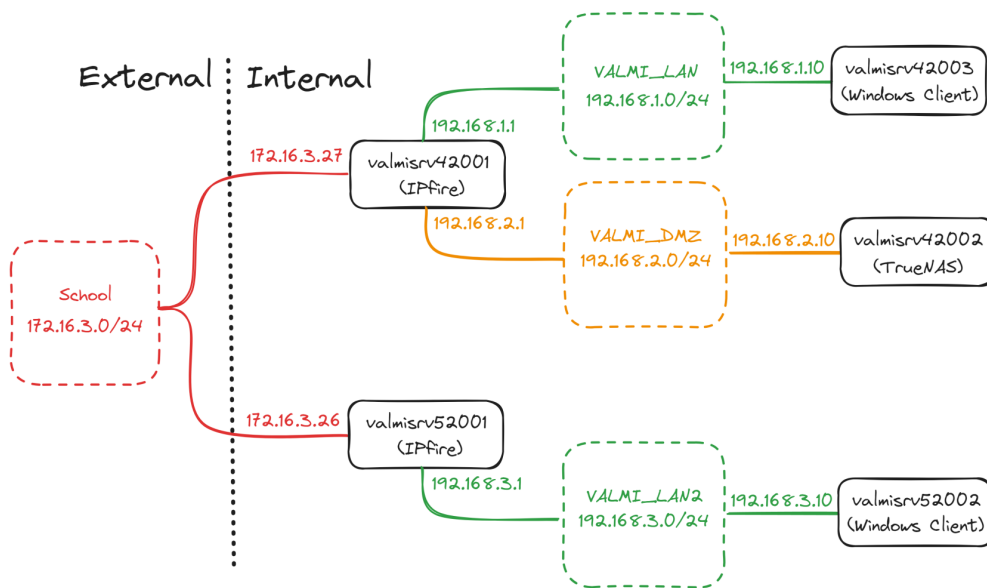 External
Internal
VALMI_LAN
192.168.1.0/24
192.168.1.10
valmisrv42003
(Windows Client)
192.168.1.1
172.16.3.27
valmisrv42001
(IPfire)
192.168.2.1
VALMI_DMZ
192.168.2.0/24
192.168.2.10
valmisrv42002
(TrueNAS)
School
172.16.3.0/24
172.16.3.26
valmisrv52001
(IPfire)
192.168.3.1
VALMI_LAN2
192.168.3.0/24
192.168.3.10
valmisrv52002
(Windows Client)